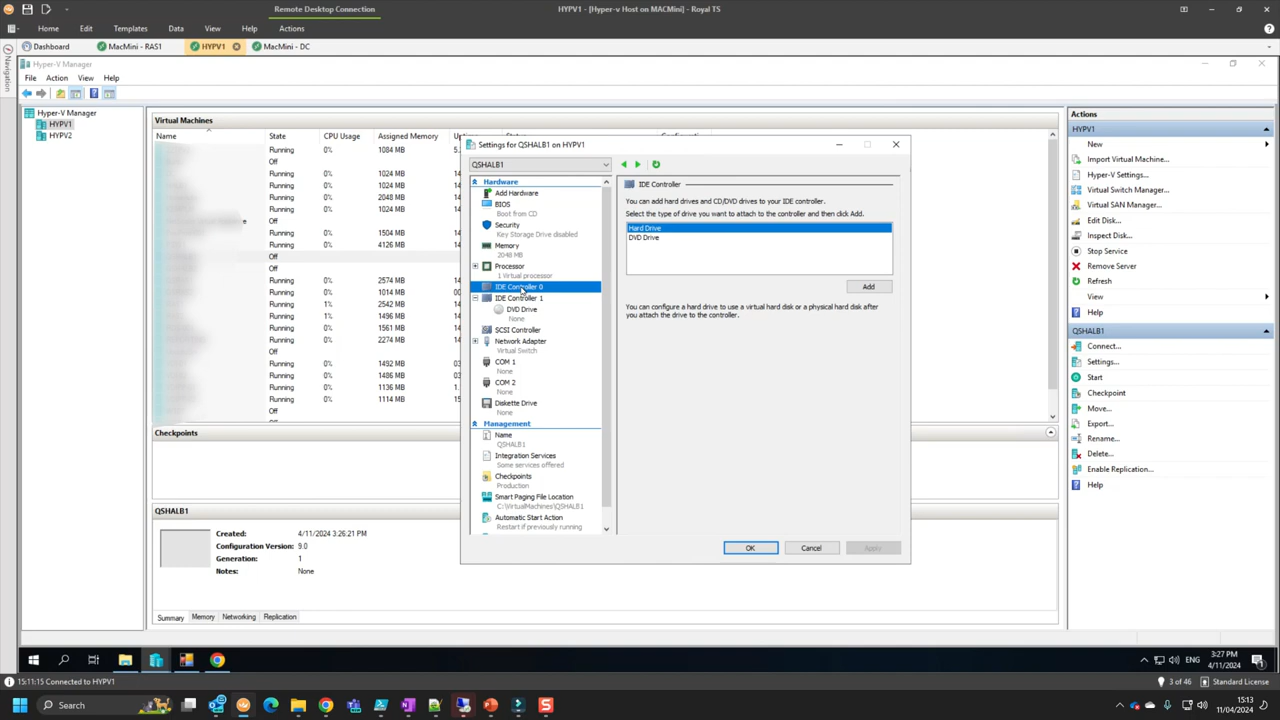 Remote Desktop Connection
HYPV1 - [Hyper-v Host on MACMini] - Royal TS
Home Edit Templates Data View Help Actions
Dashboard MacMini - RAS1 HYPV1 MacMini - DC
Navigation
Hyper-V Manager
File Action View Help
Hyper-V Manager
HYPV1
HYPV2
Virtual Machines
Name State CPU Usage Assigned Memory
Running 0% 1084 MB
Off
Running 0% 1024 MB
Running 0% 1024 MB
Running 0% 2048 MB
Running 0% 1024 MB
Off
Running 0% 1504 MB
Running 0% 4126 MB
Off
Off
Running 0% 2574 MB
Running 0% 1014 MB
Running 1% 2542 MB
Running 1% 1496 MB
Running 0% 2274 MB
Off
Running 0% 1492 MB
Running 0% 1486 MB
Running 0% 1114 MB
Off
Checkpoints
QSHALB1
Created: 4/11/2024 3:26:21 PM
Configuration Version: 9.0
Generation: 1
Notes: None
Summary Memory Networking Replication
Settings for QSHALB1 on HYPV1
QSHALB1
Hardware
Add Hardware
BIOS
Boot from CD
Security
Key Storage Drive disabled
Memory
2048 MB
Processor
1 Virtual processor
IDE Controller 0
IDE Controller 1
DVD Drive
None
SCSI Controller
Network Adapter
Virtual Switch
COM 1
None
COM 2
None
Diskette Drive
None
Management
Name
QSHALB1
Integration Services
Some services offered
Checkpoints
Production
Smart Paging File Location
C:\VirtualMachines\QSHALB1
Automatic Start Action
Restart if previously running
IDE Controller
You can add hard drives and CD/DVD drives to your IDE controller.
Select the type of drive you want to attach to the controller and click Add.
Hard Drive
DVD Drive
Add
You can configure a hard drive to use a virtual hard disk or a physical hard disk after
you attach the drive to the controller.
OK Cancel Apply
Actions
HYPV1
New
Import Virtual Machine...
Hyper-V Settings...
Virtual Switch Manager...
Virtual SAN Manager...
Edit Disk...
Inspect Disk...
Stop Service
Remove Server
Refresh
View
Help
QSHALB1
Connect...
Settings...
Start
Checkpoint
Move...
Export...
Rename...
Delete...
Enable Replication...
Help
ENG
3:27 PM
4/11/2024
15:11:15 Connected to HYPV1
3 of 46 Standard License
Search
15:13
11/04/2024